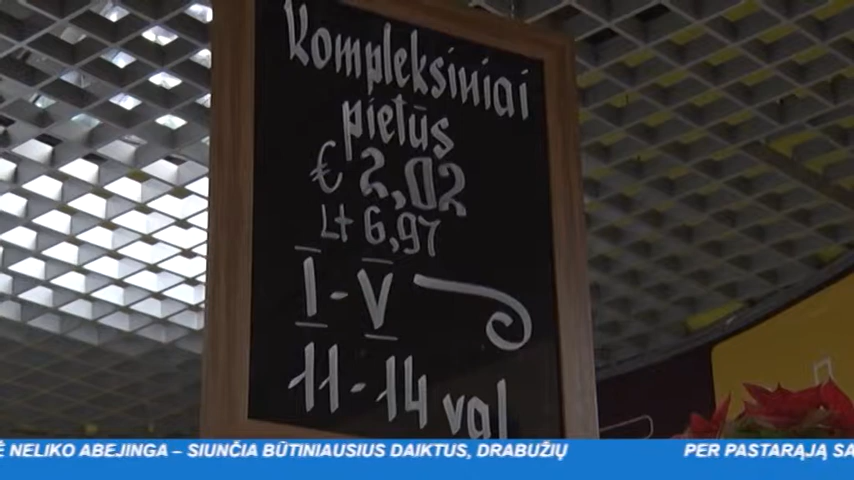 Kompleksiniai
pietūs
€ 2,02
Lt 6,97
I - V
11-14 val
Ė NELIKO ABEJINGA – SIUNČIA BŪTINIAUSIUS DAIKTUS, DRABUŽIŲ PER PASTARĄJĄ SA